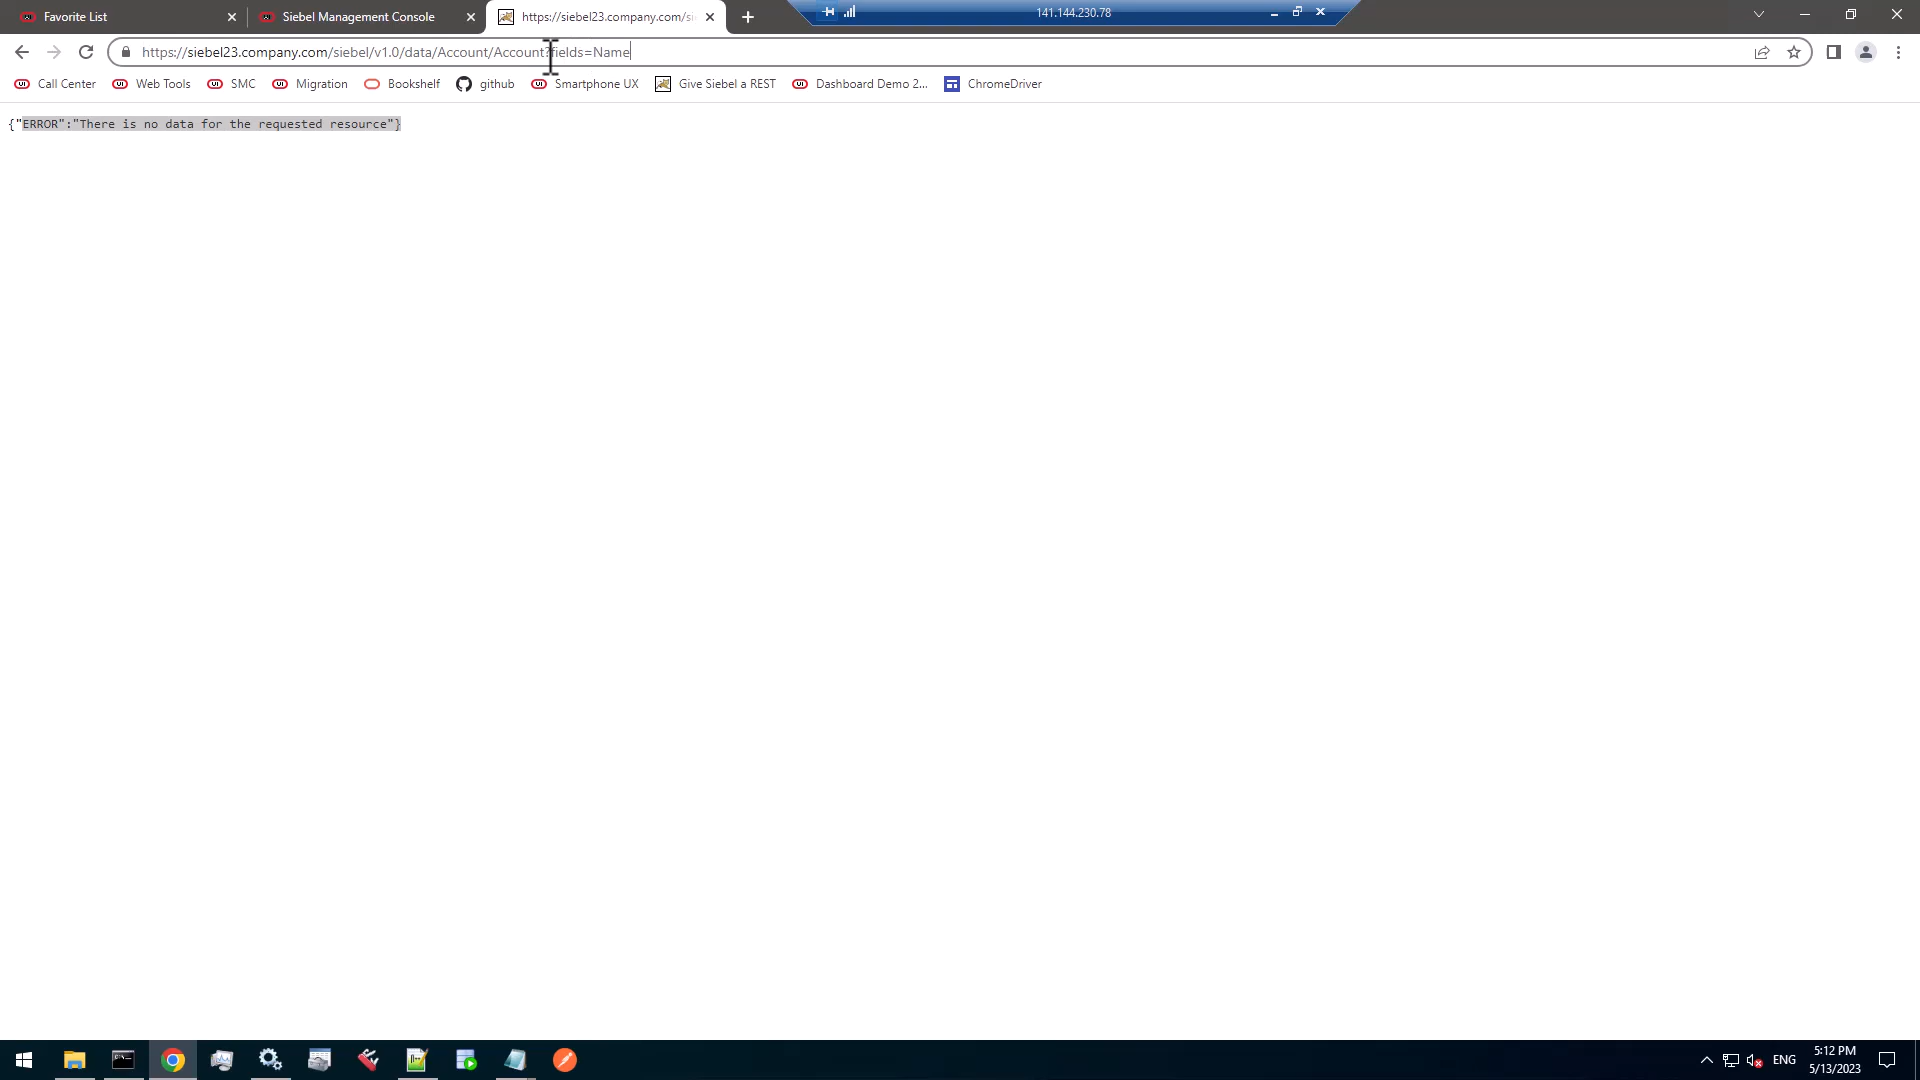 Favorite List
Siebel Management Console
https://siebel23.company.com/si
141.144.230.78
https://siebel23.company.com/siebel/v1.0/data/Account/Account?fields=Name
Call Center
Web Tools
SMC
Migration
Bookshelf
github
Smartphone UX
Give Siebel a REST
Dashboard Demo 2...
ChromeDriver
{"ERROR":"There is no data for the requested resource"}
ENG
5:12 PM
5/13/2023